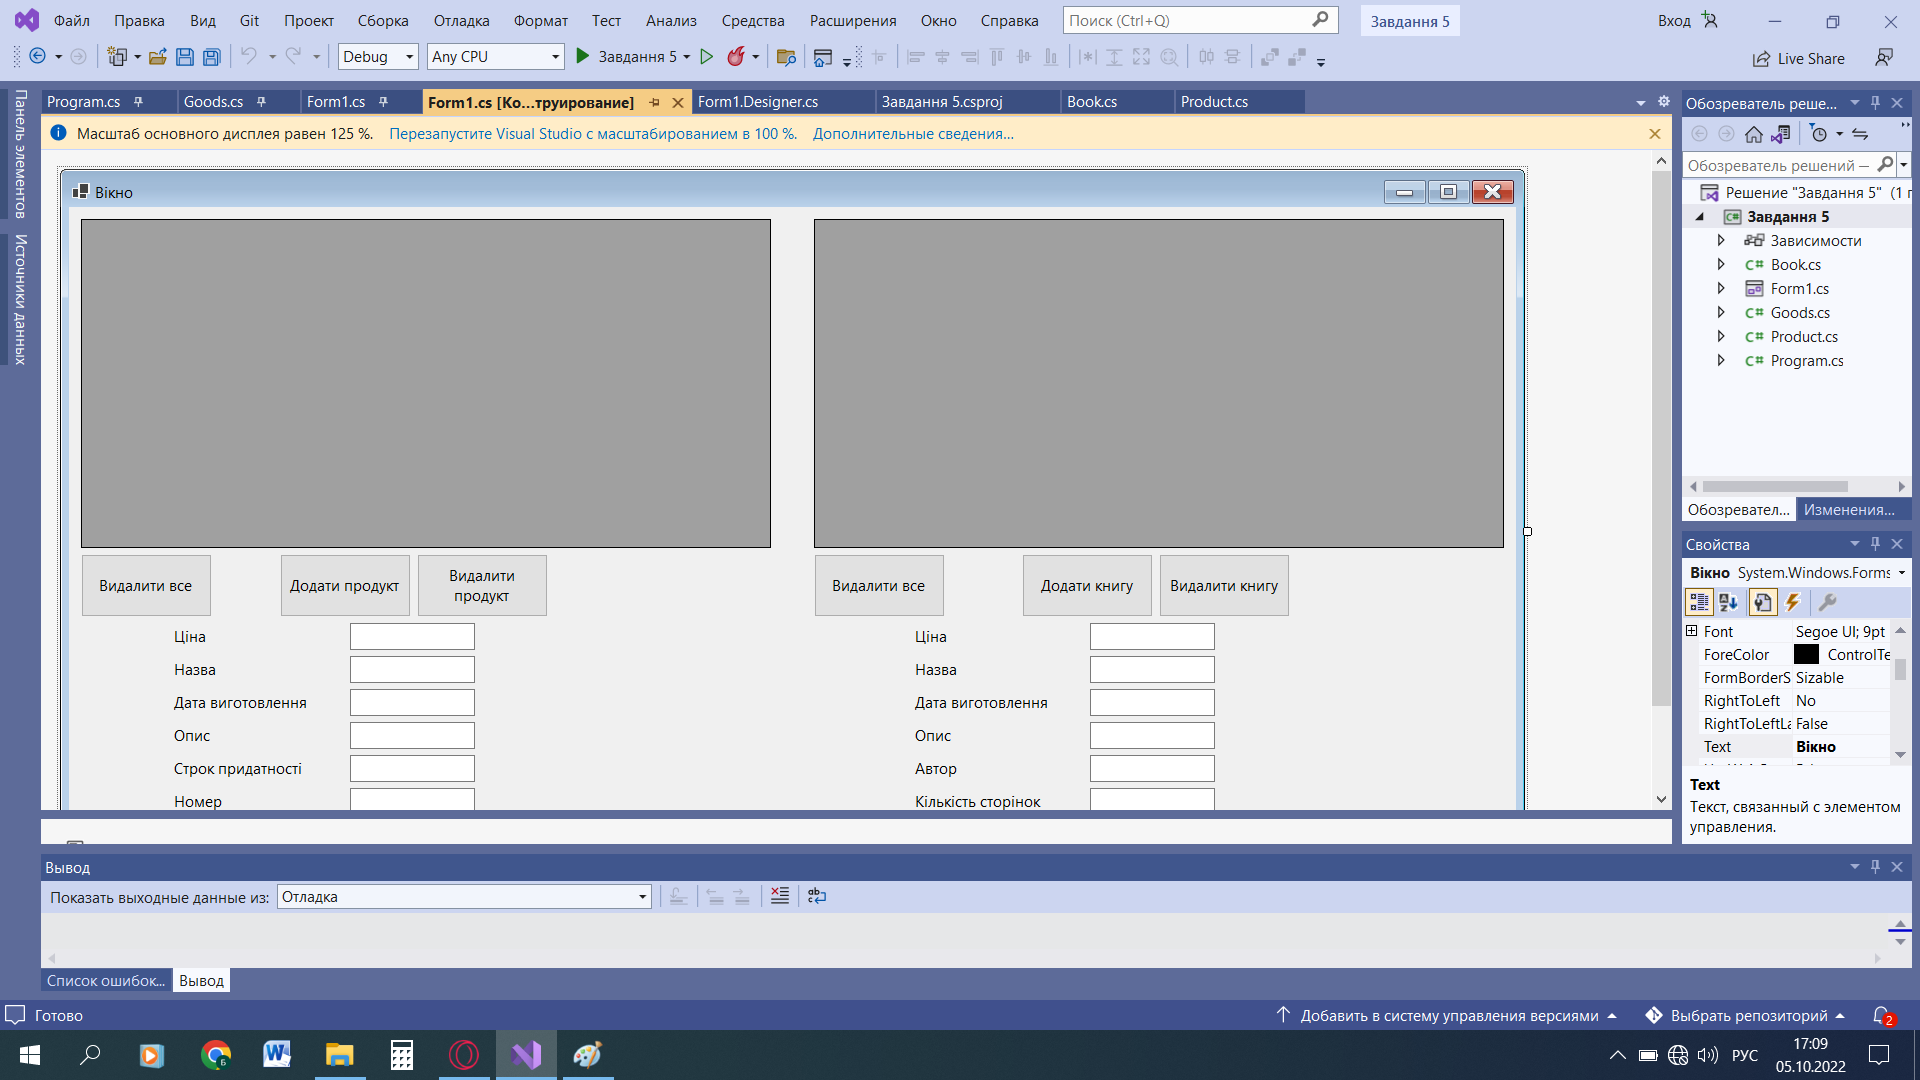 Файл Правка Вид Git Проект Сборка Отладка Формат Тест Анализ Средства Расширения Окно Справка Поиск (Ctrl+Q) Завдання 5 Вход
Debug Any CPU Завдання 5 Live Share
Панель элементов
Источники данных
Program.cs Goods.cs Form1.cs Form1.cs [Ко...труирование] Form1.Designer.cs Завдання 5.csproj Book.cs Product.cs
Масштаб основного дисплея равен 125 %. Перезапустите Visual Studio с масштабированием в 100 %. Дополнительные сведения...
Вікно
Видалити все Додати продукт Видалити продукт
Ціна
Назва
Дата виготовлення
Опис
Строк придатності
Номер
Видалити все Додати книгу Видалити книгу
Ціна
Назва
Дата виготовлення
Опис
Автор
Кількість сторінок
Обозреватель реше...
Обозреватель решений —
Решение "Завдання 5" (1 г
Завдання 5
Зависимости
Book.cs
Form1.cs
Goods.cs
Product.cs
Program.cs
Обозревател... Изменения...
Свойства
Вікно System.Windows.Forms
Font Segoe UI; 9pt
ForeColor ControlTe
FormBorderS Sizable
RightToLeft No
RightToLeftLa False
Text Вікно
Text
Текст, связанный с элементом
управления.
Вывод
Показать выходные данные из: Отладка
Список ошибок... Вывод
Готово Добавить в систему управления версиями Выбрать репозиторий 2
РУС 17:09
05.10.2022